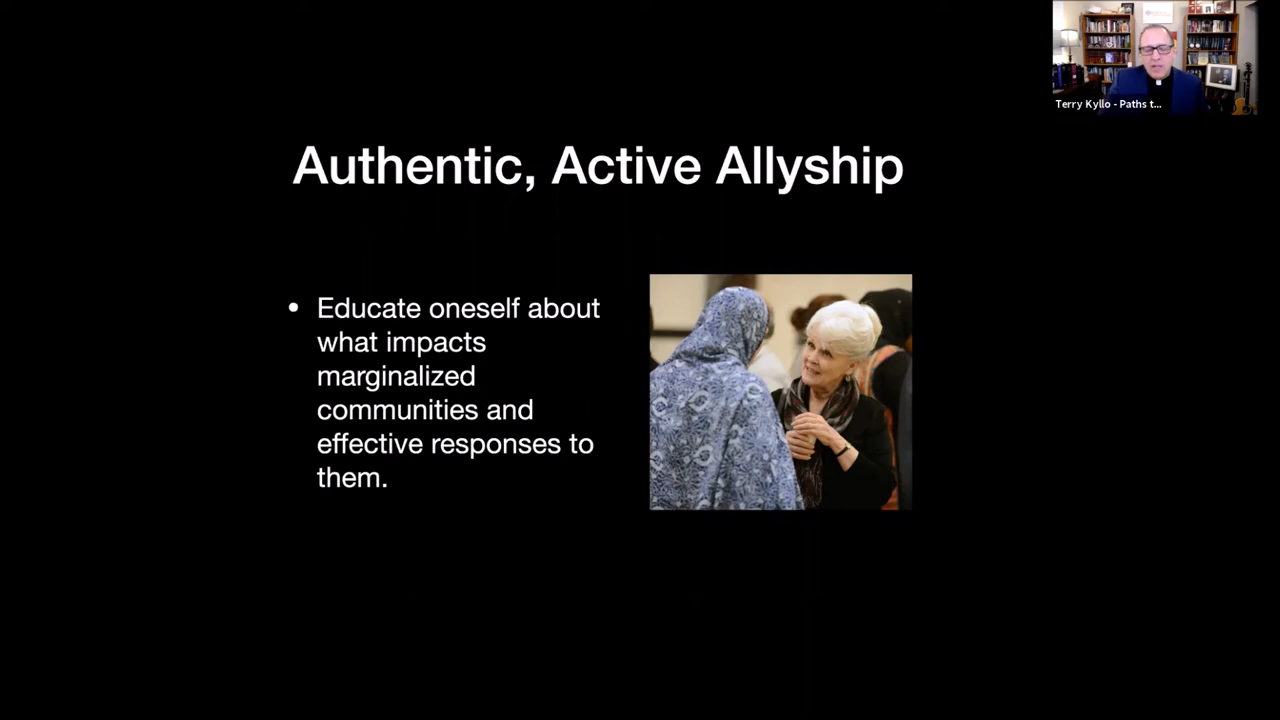 Terry Kyllo - Paths t...
Authentic, Active Allyship
• Educate oneself about
what impacts
marginalized
communities and
effective responses to
them.